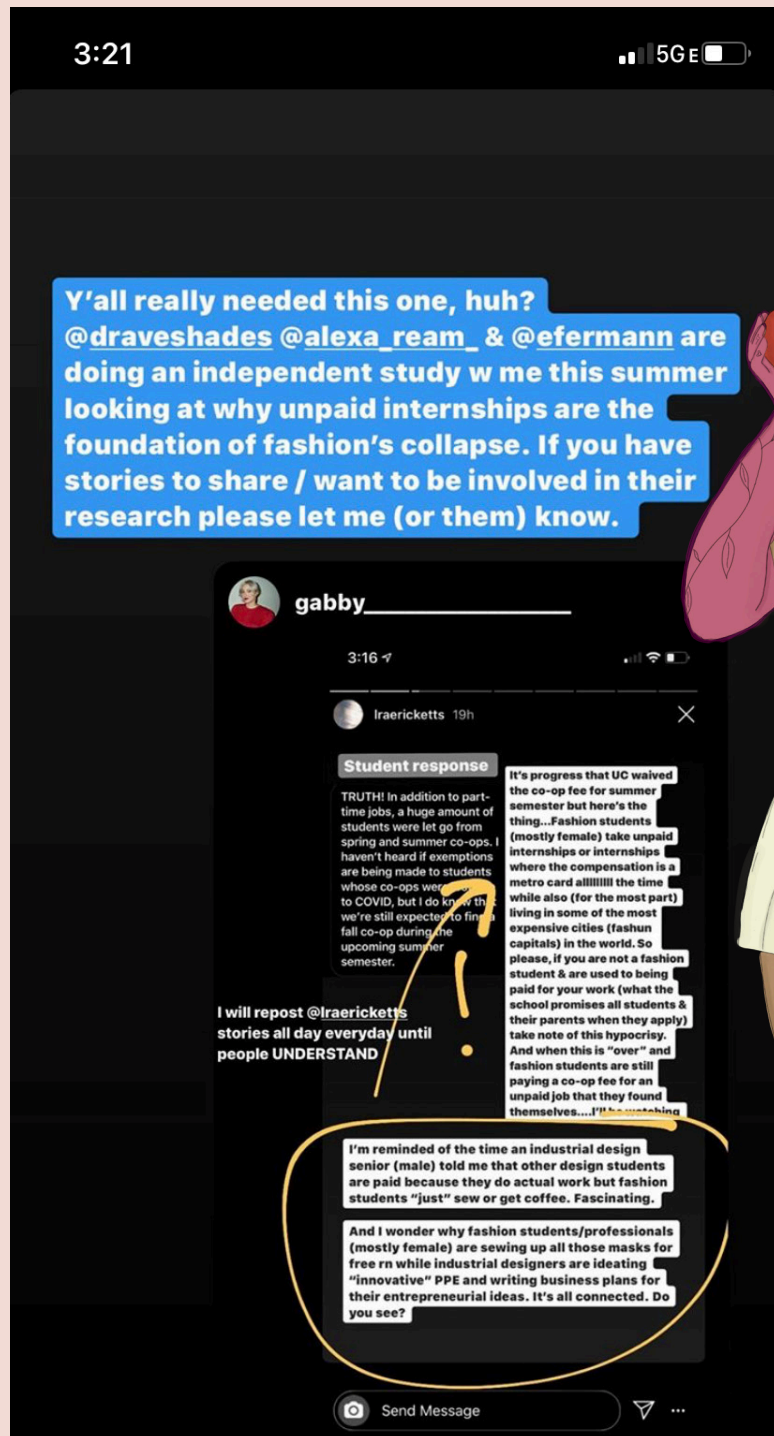 3:21
5GE
Y'all really needed this one, huh?
@draveshades @alexa_ream_ & @efermann are
doing an independent study w me this summer
looking at why unpaid internships are the
foundation of fashion's collapse. If you have
stories to share / want to be involved in their
research please let me (or them) know.
gabby_________________
3:16
lraericketts 19h
Student response
TRUTH! In addition to part-
time jobs, a huge amount of
students were let go from
spring and summer co-ops. I
haven't heard if exemptions
are being made to students
whose co-ops
to COVID, but I do know
we're still expected to find a
fall co-op during the
upcoming summer
semester.
It's progress that UC waived
the co-op fee for summer
semester but here's the
thing...Fashion students
(mostly female) take unpaid
internships or internships
where the compensation is a
metro card allllllllll the time
while also (for the most part)
living in some of the most
expensive cities (fashun
capitals) in the world. So
please, if you are not a fashion
student & are used to being
paid for your work (what the
school promises all students &
their parents when they apply)
take note of this hypocrisy.
And when this is "over" and
fashion students are still
paying a co-op fee for an
unpaid job that they found
themselves....I'll be watching
I will repost @lraericketts
stories all day everyday until
people UNDERSTAND
!
I'm reminded of the time an industrial design
senior (male) told me that other design students
are paid because they do actual work but fashion
students "just" sew or get coffee. Fascinating.
And I wonder why fashion students/professionals
(mostly female) are sewing up all those masks for
free rn while industrial designers are ideating
"innovative" PPE and writing business plans for
their entrepreneurial ideas. It's all connected. Do
you see?
Send Message